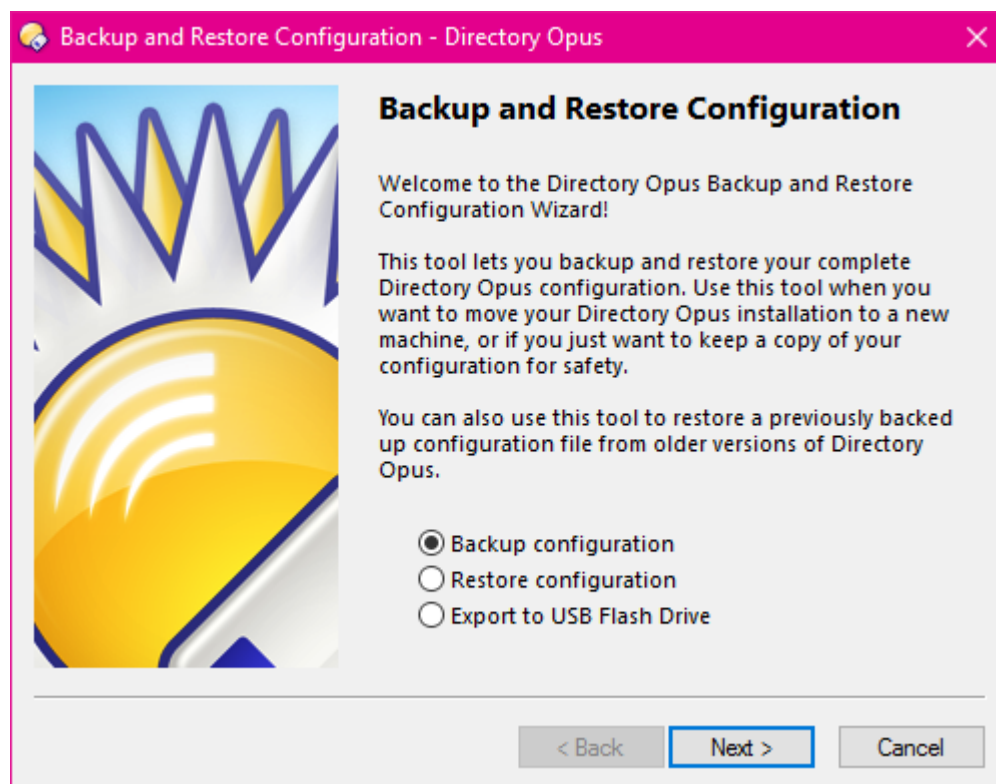 Backup and Restore Configuration - Directory Opus
Backup and Restore Configuration
Welcome to the Directory Opus Backup and Restore
Configuration Wizard!
This tool lets you backup and restore your complete
Directory Opus configuration. Use this tool when you
want to move your Directory Opus installation to a new
machine, or if you just want to keep a copy of your
configuration for safety.
You can also use this tool to restore a previously backed
up configuration file from older versions of Directory
Opus.
Backup configuration
Restore configuration
Export to USB Flash Drive
< Back
Next >
Cancel